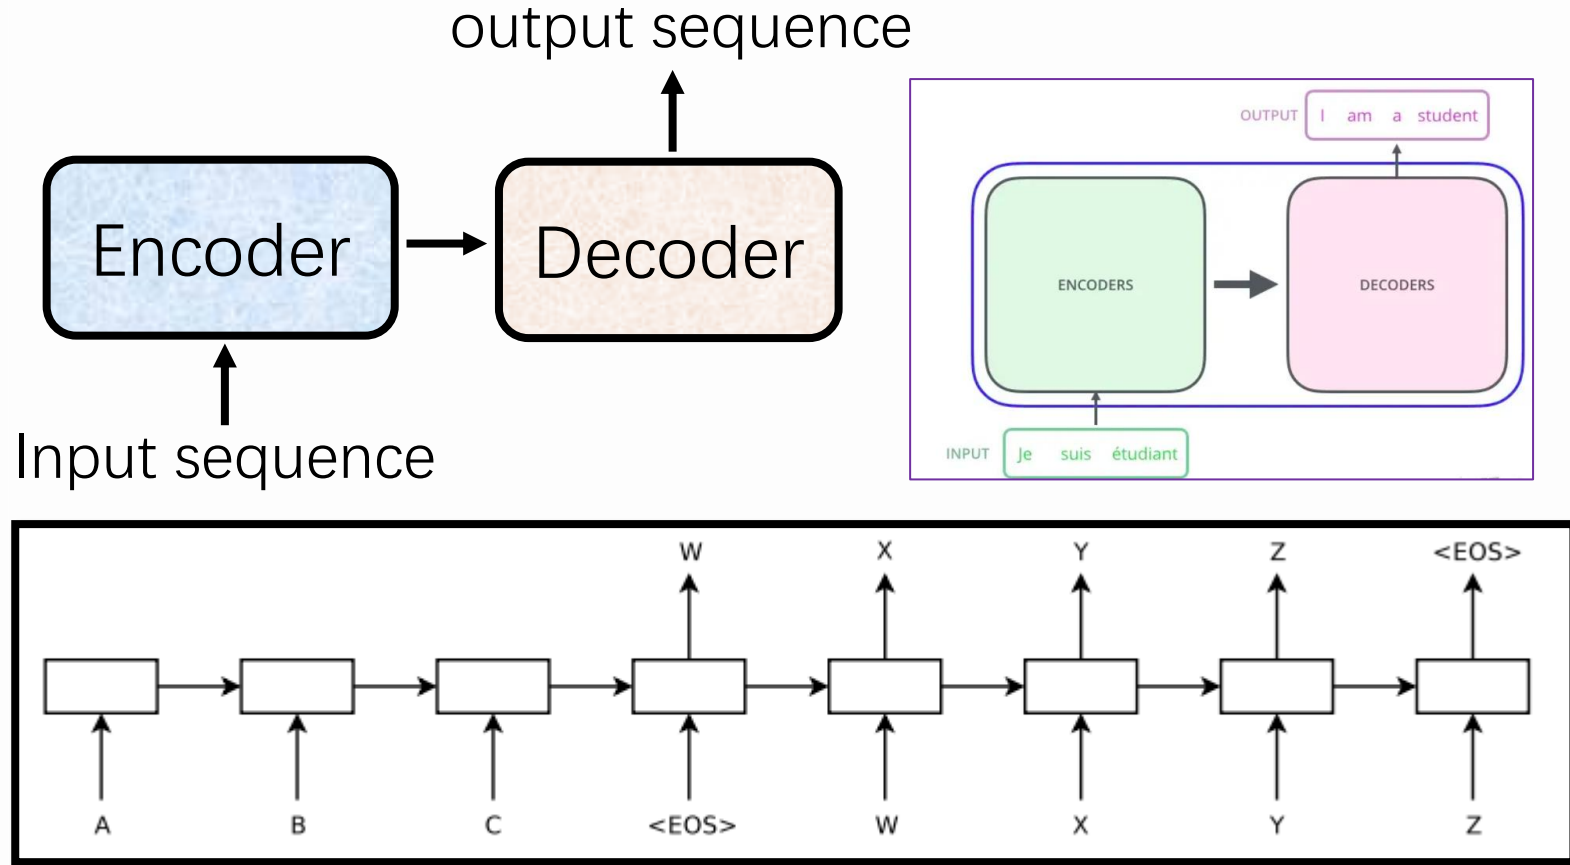 output sequence
Encoder
Decoder
Input sequence
OUTPUT I am a student
ENCODERS
DECODERS
INPUT Je suis étudiant
W X Y Z <EOS>
A B C <EOS> W X Y Z